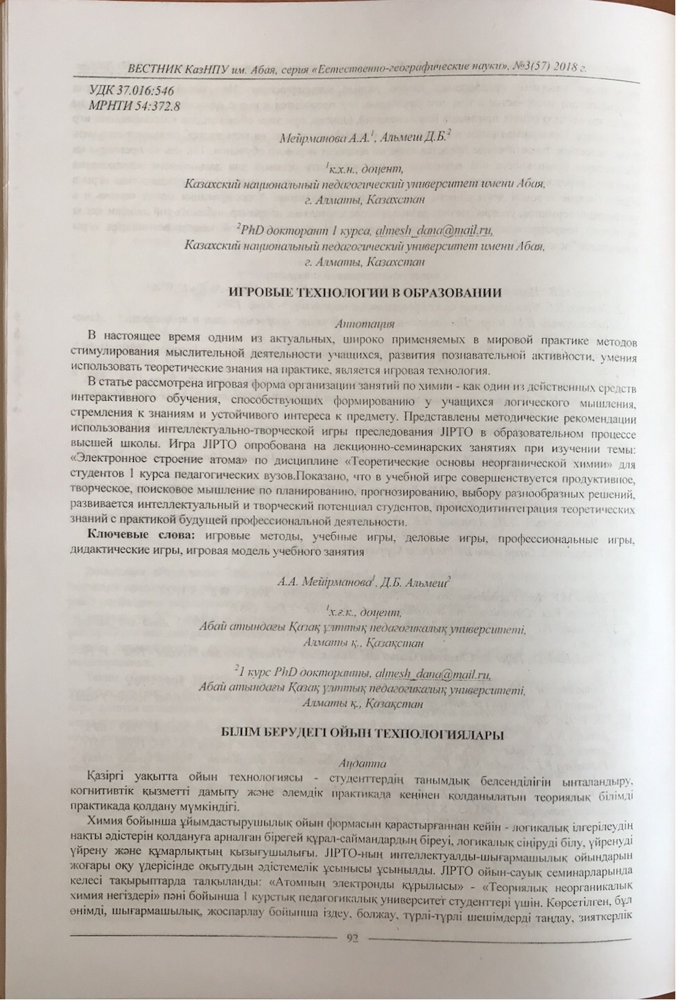 ВЕСТНИК КазНПУ им. Абая, серия «Естественно-географические науки», №3(57) 2018 г.
УДК 37.016:546
МРНТИ 54:372.8
Мейрманова А.А.¹, Альмеш Д.Б.²
¹к.х.н., доцент,
Казахский национальный педагогический университет имени Абая,
г. Алматы, Казахстан
²PhD докторант 1 курса, almesh_dana@mail.ru,
Казахский национальный педагогический университет имени Абая,
г. Алматы, Казахстан
ИГРОВЫЕ ТЕХНОЛОГИИ В ОБРАЗОВАНИИ
Аннотация
В настоящее время одним из актуальных, широко применяемых в мировой практике методов
стимулирования мыслительной деятельности учащихся, развития познавательной активности, умения
использовать теоретические знания на практике, является игровая технология.
В статье рассмотрена игровая форма организации занятий по химии - как один из действенных средств
интерактивного обучения, способствующих формированию у учащихся логического мышления,
стремления к знаниям и устойчивого интереса к предмету. Представлены методические рекомендации
использования интеллектуально-творческой игры преследования ЛРТО в образовательном процессе
высшей школы. Игра ЛРТО опробована на лекционно-семинарских занятиях при изучении темы:
«Электронное строение атома» по дисциплине «Теоретические основы неорганической химии» для
студентов 1 курса педагогических вузов.Показано, что в учебной игре совершенствуется продуктивное,
творческое, поисковое мышление по планированию, прогнозированию, выбору разнообразных решений,
развивается интеллектуальный и творческий потенциал студентов, происходитинтеграция теоретических
знаний с практикой будущей профессиональной деятельности.
Ключевые слова: игровые методы, учебные игры, деловые игры, профессиональные игры,
дидактические игры, игровая модель учебного занятия
А.А. Мейірманова¹, Д.Б. Альмеш²
¹х.ғ.к., доцент,
Абай атындағы Қазақ ұлттық педагогикалық университеті,
Алматы қ., Қазақстан
²1 курс PhD докторанты, almesh_dana@mail.ru,
Абай атындағы Қазақ ұлттық педагогикалық университеті,
Алматы қ., Қазақстан
БІЛІМ БЕРУДЕГІ ОЙЫН ТЕХНОЛОГИЯЛАРЫ
Аңдатпа
Қазіргі уақытта ойын технологиясы - студенттердің танымдық белсенділігін ынталандыру,
когнитивтік қызметті дамыту және әлемдік практикада кеңінен қолданылатын теориялық білімді
практикада қолдану мүмкіндігі.
Химия бойынша ұйымдастырушылық ойын формасын қарастырғаннан кейін - логикалық ілгерілеудің
нақты әдістерін қолдануға арналған бірегей құрал-саймандардың біреуі, логикалық сіңіруді білу, үйренуді
үйрену және құмарлықтың қызығушылығы. ЛРТО-ның интеллектуалды-шығармашылық ойындарын
жоғары оқу үдерісінде оқытудың әдістемелік ұсынысы ұсынылды. ЛРТО ойын-сауық семинарларында
келесі тақырыптарда талқыланды: «Атомның электронды құрылысы» - «Теориялық неорганикалық
химия негіздері» пәні бойынша 1 курстық педагогикалық университет студенттері үшін. Көрсетілген, бұл
өнімді, шығармашылық, жоспарлау бойынша іздеу, болжау, түрлі-түрлі шешімдерді таңдау, зияткерлік
92